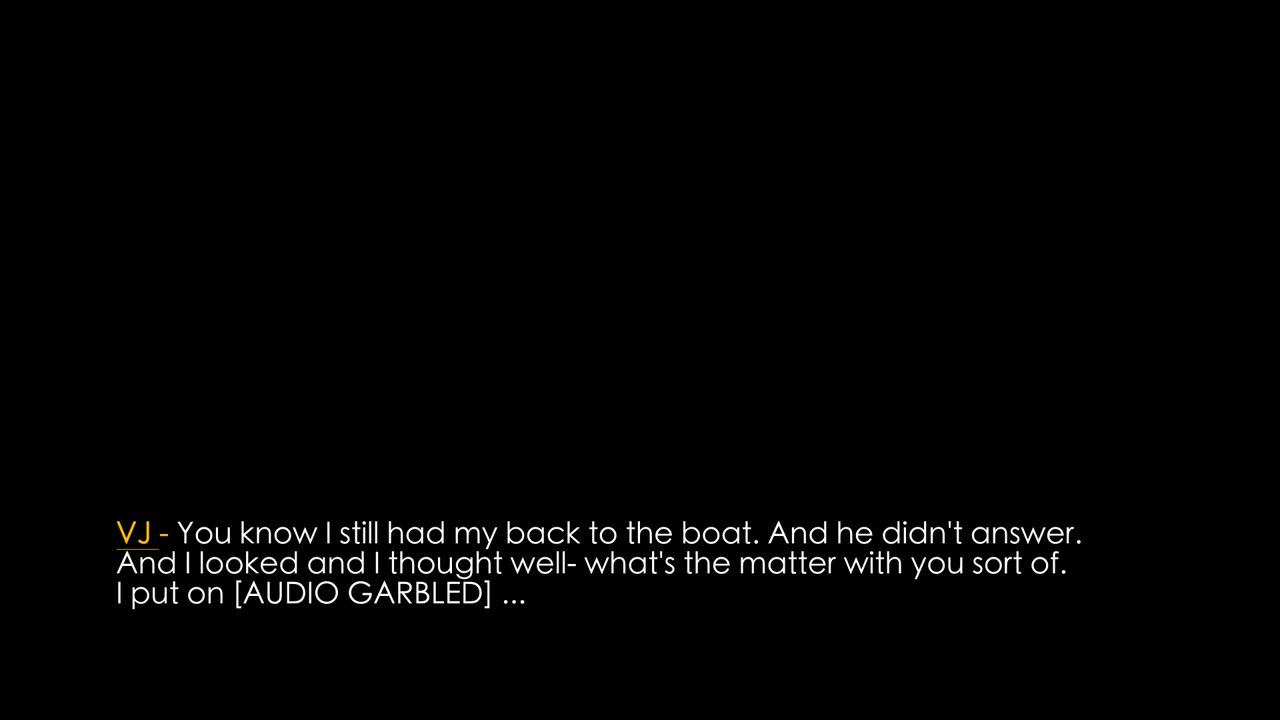 VJ - You know I still had my back to the boat. And he didn't answer.
And I looked and I thought well- what's the matter with you sort of.
I put on [AUDIO GARBLED] ...